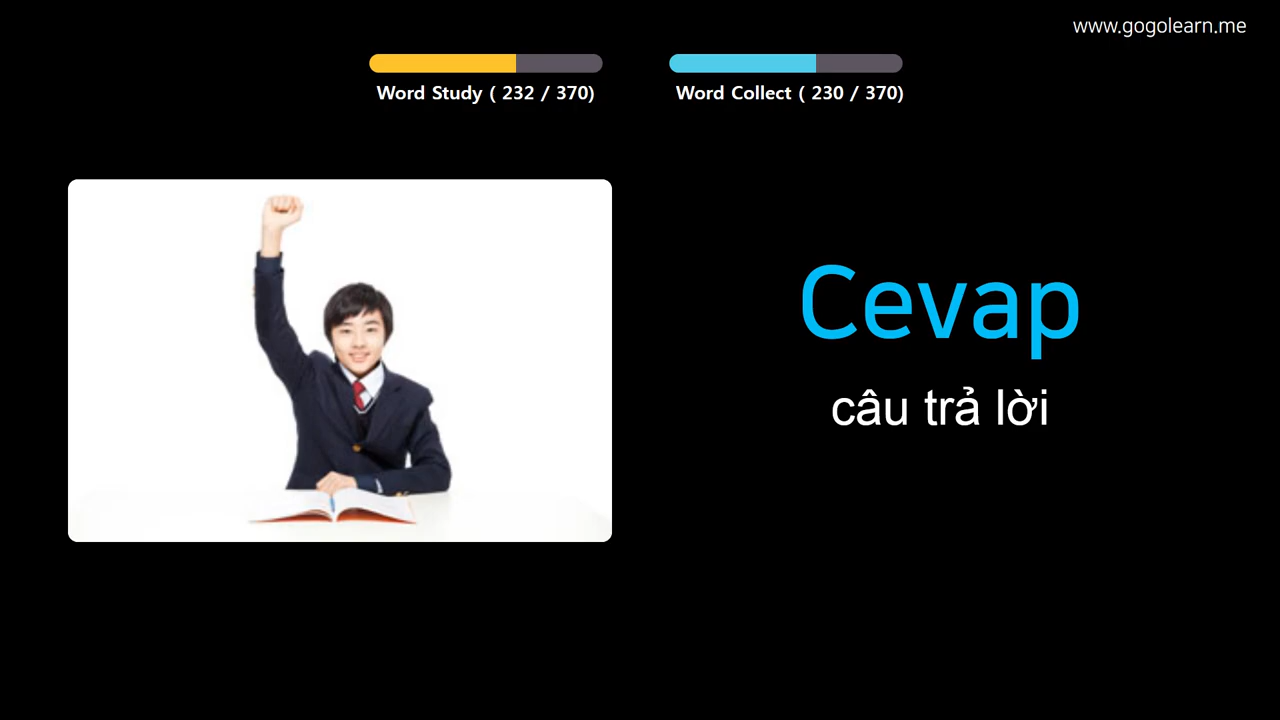 www.gogolearn.me
Word Study ( 232 / 370)
Word Collect ( 230 / 370)
Cevap
câu trả lời